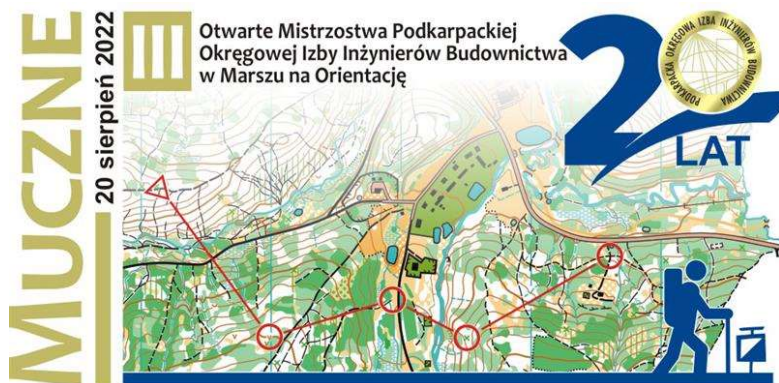 MUCZNE
20 sierpień 2022
III
Otwarte Mistrzostwa Podkarpackiej
Okręgowej Izby Inżynierów Budownictwa
w Marszu na Orientację
20
PODKARPACKA OKRĘGOWA IZBA INŻYNIERÓW BUDOWNICTWA
LAT